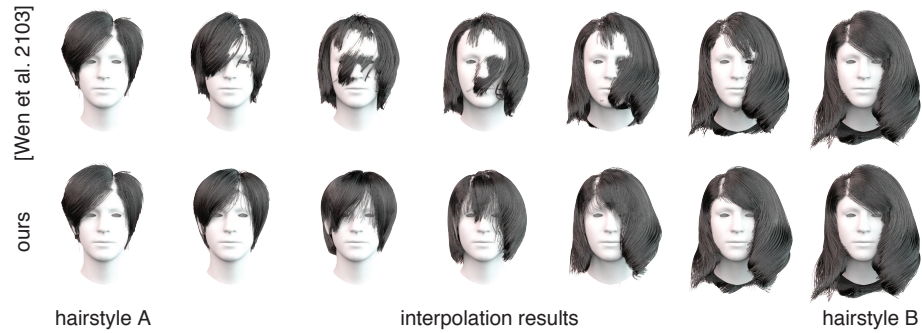 [Wen et al. 2103]
ours
hairstyle A
interpolation results
hairstyle B